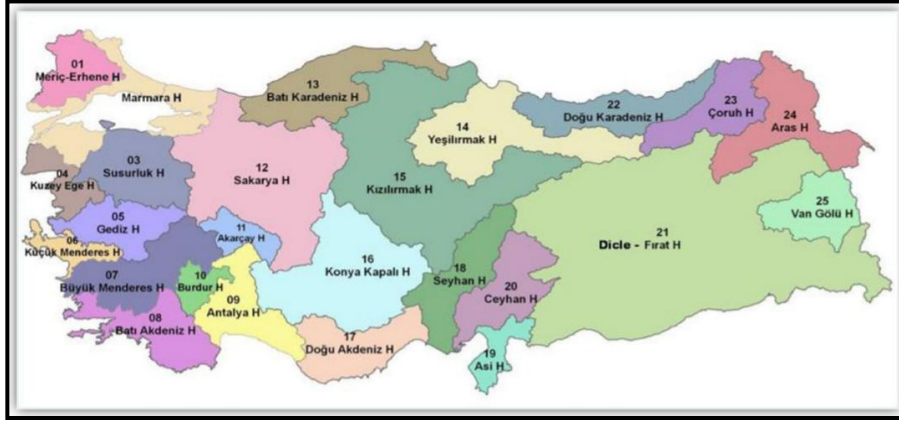 01
Meriç-Erhene H
Marmara H
03
Susurluk H
04
Kuzey Ege H
05
Gediz H
06
Küçük Menderes H
07
Büyük Menderes H
08
Batı Akdeniz H
09
Antalya H
10
Burdur H
11
Akarçay H
12
Sakarya H
13
Batı Karadeniz H
14
Yeşilırmak H
15
Kızılırmak H
16
Konya Kapalı H
17
Doğu Akdeniz H
18
Seyhan H
19
Asi H
20
Ceyhan H
21
Dicle - Fırat H
22
Doğu Karadeniz H
23
Çoruh H
24
Aras H
25
Van Gölü H